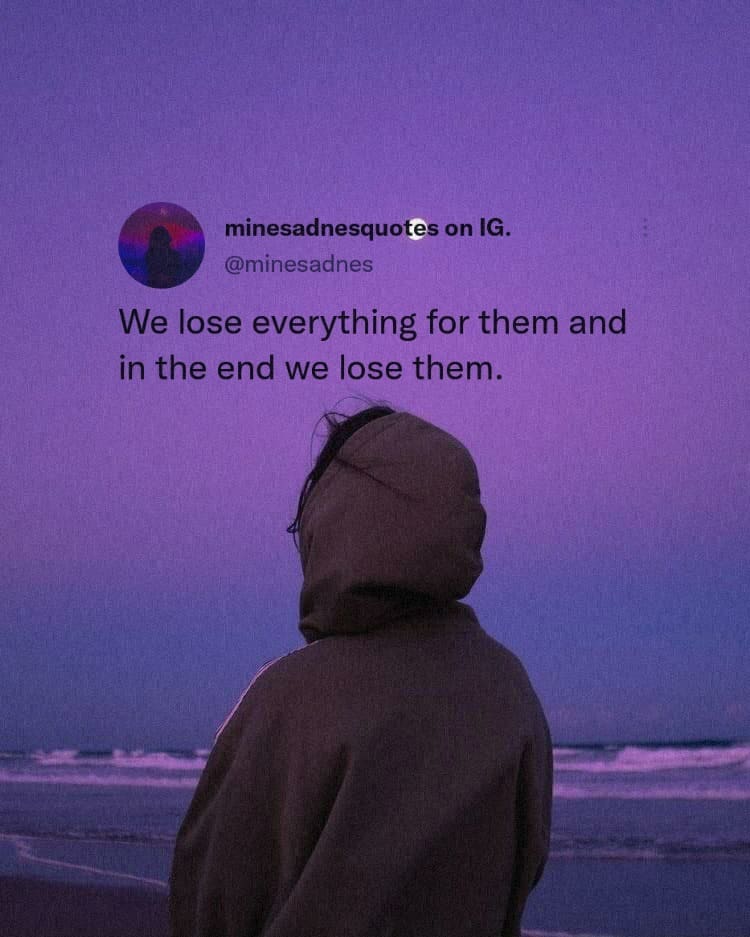 minesadnesquotes on IG.
@minesadnes
We lose everything for them and
in the end we lose them.